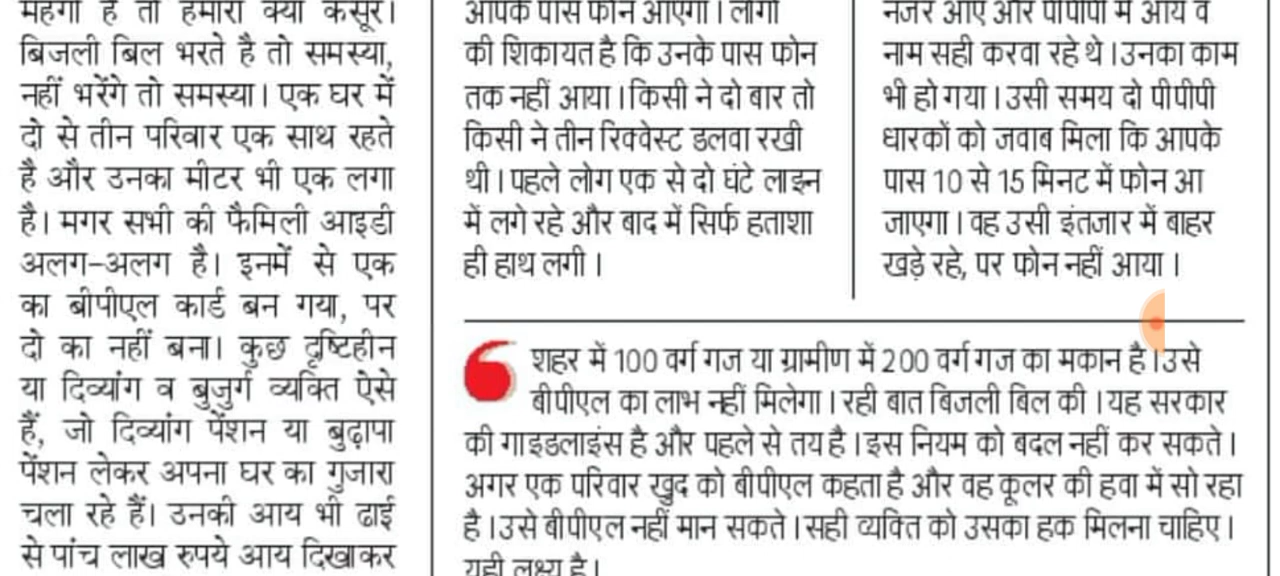 महंगी है तो हमारा क्या कसूर।
बिजली बिल भरते है तो समस्या,
नहीं भरेंगे तो समस्या। एक घर में
दो से तीन परिवार एक साथ रहते
है और उनका मीटर भी एक लगा
है। मगर सभी की फैमिली आइडी
अलग-अलग है। इनमें से एक
का बीपीएल कार्ड बन गया, पर
दो का नहीं बना। कुछ दृष्टिहीन
या दिव्यांग व बुजुर्ग व्यक्ति ऐसे
हैं, जो दिव्यांग पेंशन या बुढ़ापा
पेंशन लेकर अपना घर का गुजारा
चला रहे हैं। उनकी आय भी ढाई
से पांच लाख रुपये आय दिखाकर
आपके पास फोन आएगा। लोगों
की शिकायत है कि उनके पास फोन
तक नहीं आया। किसी ने दो बार तो
किसी ने तीन रिक्वेस्ट डलवा रखी
थी। पहले लोग एक से दो घंटे लाइन
में लगे रहे और बाद में सिर्फ हताशा
ही हाथ लगी।
नजर आए और पीपीपी में आय व
नाम सही करवा रहे थे। उनका काम
भी हो गया। उसी समय दो पीपीपी
धारकों को जवाब मिला कि आपके
पास 10 से 15 मिनट में फोन आ
जाएगा। वह उसी इंतजार में बाहर
खड़े रहे, पर फोन नहीं आया।
शहर में 100 वर्ग गज या ग्रामीण में 200 वर्ग गज का मकान है। उसे
बीपीएल का लाभ नहीं मिलेगा। रही बात बिजली बिल की। यह सरकार
की गाइडलाइंस है और पहले से तय है। इस नियम को बदल नहीं कर सकते।
अगर एक परिवार खुद को बीपीएल कहता है और वह कूलर की हवा में सो रहा
है। उसे बीपीएल नहीं मान सकते। सही व्यक्ति को उसका हक मिलना चाहिए।
यही लक्ष्य है।